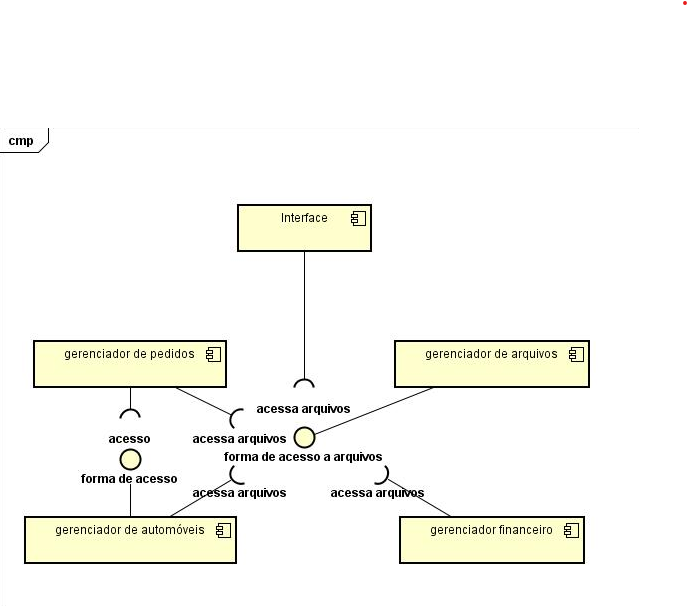 cmp
Interface
gerenciador de pedidos
gerenciador de arquivos
acessa arquivos
acesso
acessa arquivos
forma de acesso a arquivos
forma de acesso
acessa arquivos
acessa arquivos
gerenciador de automóveis
gerenciador financeiro